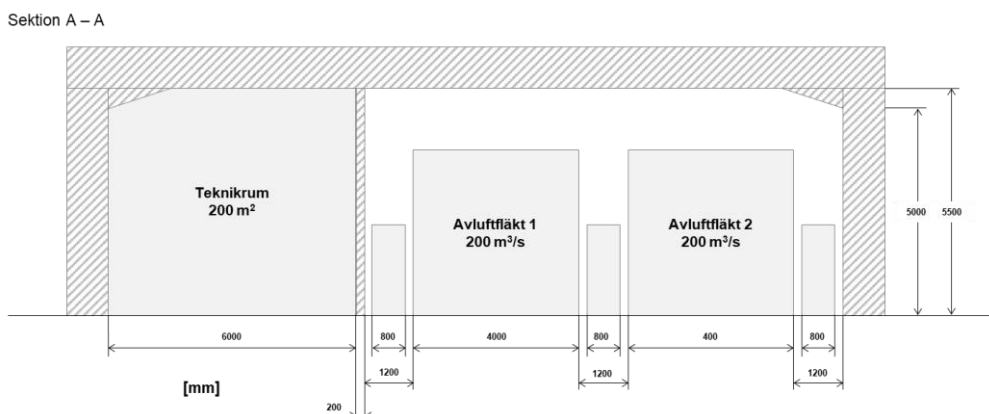 Sektion A – A
Teknikrum
200 m²
Avluftfläkt 1
200 m³/s
Avluftfläkt 2
200 m³/s
5000
5500
6000
800
4000
800
400
800
1200
1200
1200
[mm]
200